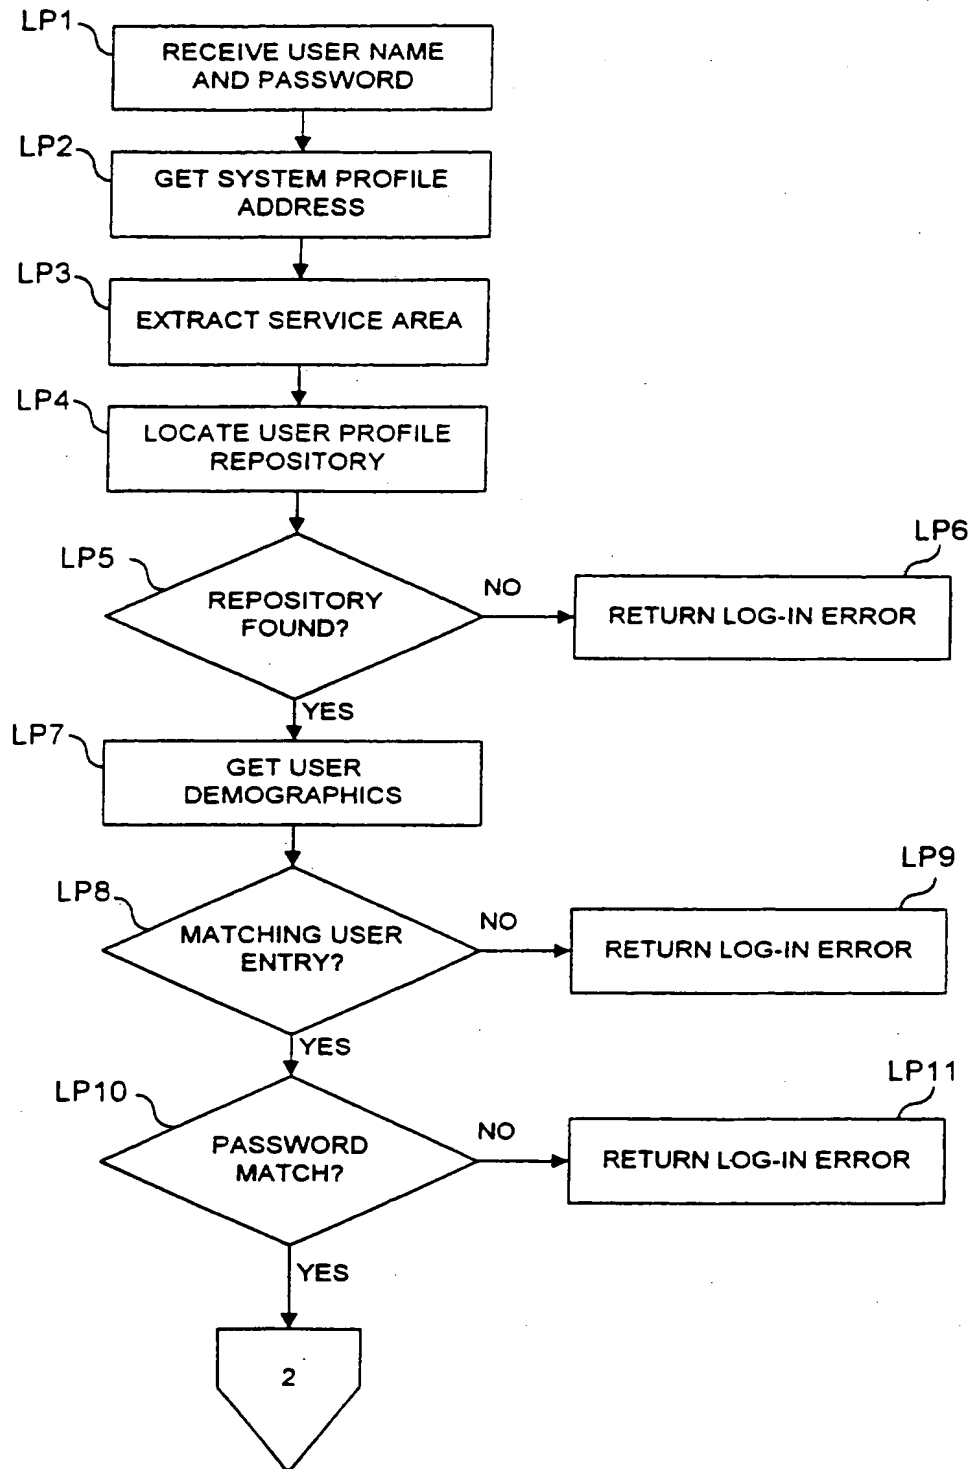 LP1
RECEIVE USER NAME
AND PASSWORD
LP2
GET SYSTEM PROFILE
ADDRESS
LP3
EXTRACT SERVICE AREA
LP4
LOCATE USER PROFILE
REPOSITORY
LP5
REPOSITORY
FOUND?
NO
LP6
RETURN LOG-IN ERROR
YES
LP7
GET USER
DEMOGRAPHICS
LP8
MATCHING USER
ENTRY?
NO
LP9
RETURN LOG-IN ERROR
YES
LP10
PASSWORD
MATCH?
NO
LP11
RETURN LOG-IN ERROR
YES
2